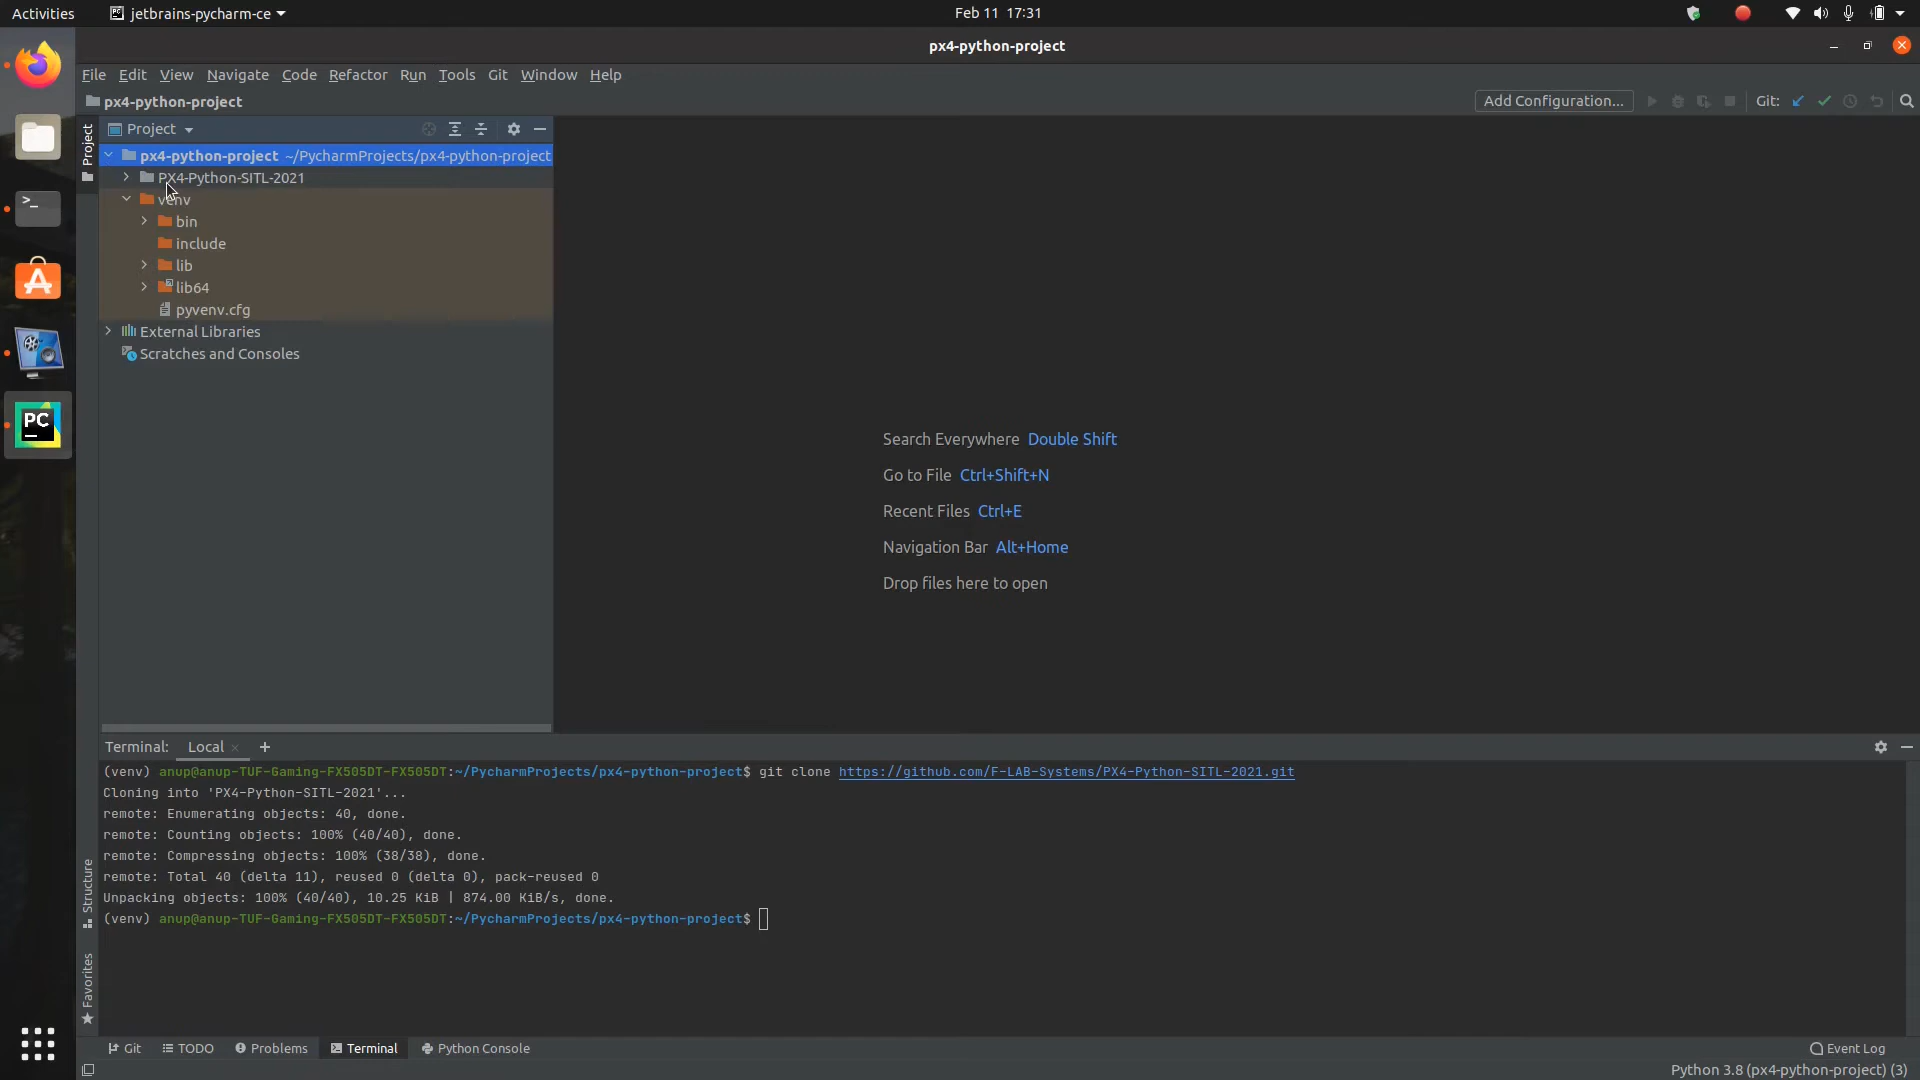 Activities
jetbrains-pycharm-ce
Feb 11 17:31
px4-python-project
File Edit View Navigate Code Refactor Run Tools Git Window Help
px4-python-project
Add Configuration...
Git:
Project
Project
px4-python-project ~/PycharmProjects/px4-python-project
PX4-Python-SITL-2021
venv
bin
include
lib
lib64
pyvenv.cfg
External Libraries
Scratches and Consoles
PC
Search Everywhere Double Shift
Go to File Ctrl+Shift+N
Recent Files Ctrl+E
Navigation Bar Alt+Home
Drop files here to open
Terminal: Local
(venv) anup@anup-TUF-Gaming-FX505DT-FX505DT:~/PycharmProjects/px4-python-project$ git clone https://github.com/F-LAB-Systems/PX4-Python-SITL-2021.git
Cloning into 'PX4-Python-SITL-2021'...
remote: Enumerating objects: 40, done.
remote: Counting objects: 100% (40/40), done.
remote: Compressing objects: 100% (38/38), done.
remote: Total 40 (delta 11), reused 0 (delta 0), pack-reused 0
Unpacking objects: 100% (40/40), 10.25 KiB | 874.00 KiB/s, done.
(venv) anup@anup-TUF-Gaming-FX505DT-FX505DT:~/PycharmProjects/px4-python-project$
Structure
Favorites
Git TODO Problems Terminal Python Console
Event Log
Python 3.8 (px4-python-project) (3)